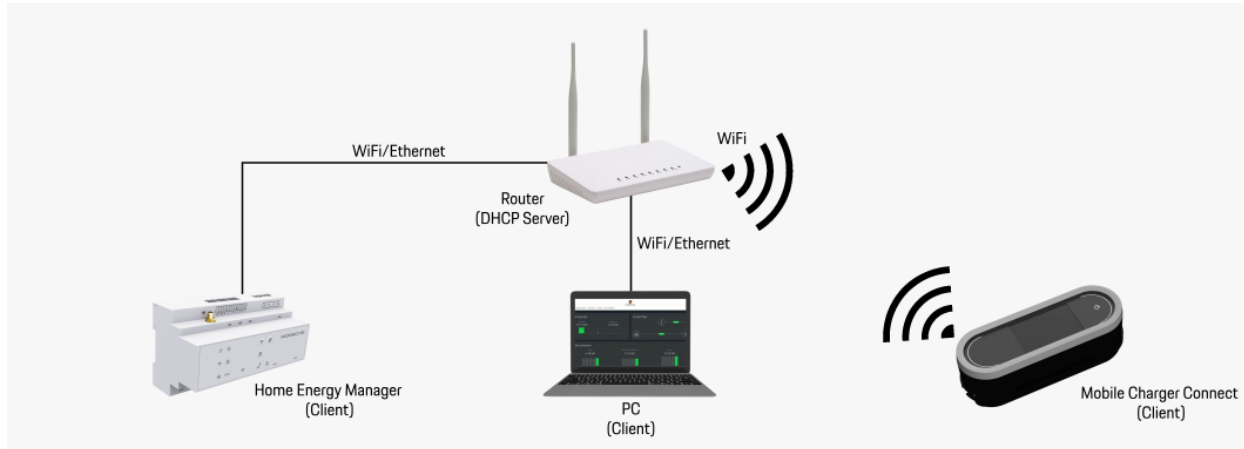 WiFi/Ethernet
WiFi
Router
(DHCP Server)
WiFi/Ethernet
Home Energy Manager
(Client)
PC
(Client)
Mobile Charger Connect
(Client)